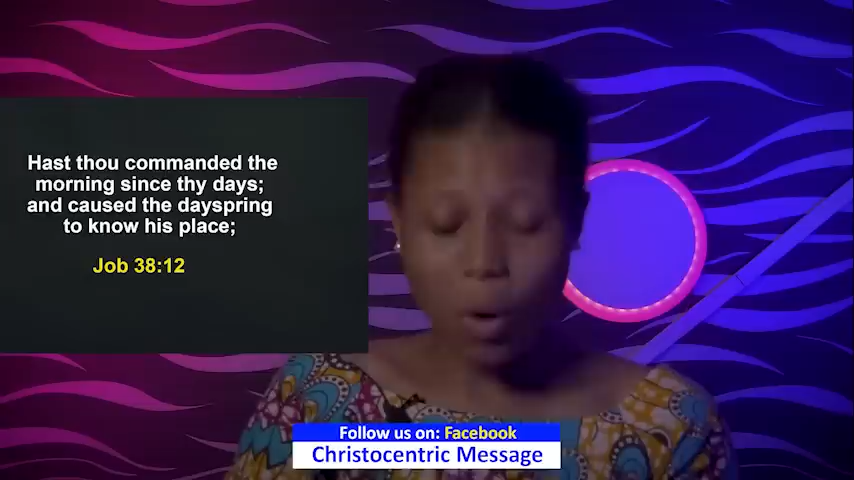 Hast thou commanded the
morning since thy days;
and caused the dayspring
to know his place;
Job 38:12
Follow us on: Facebook
Christocentric Message